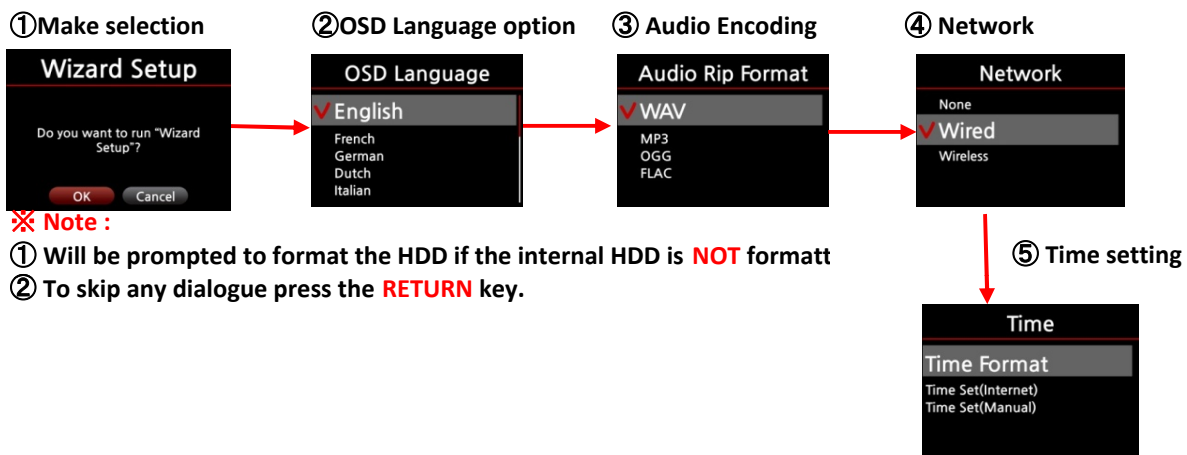 ①Make selection
②OSD Language option
③ Audio Encoding
④ Network
Wizard Setup
Do you want to run "Wizard
Setup"?
OK
Cancel
OSD Language
English
French
German
Dutch
Italian
Audio Rip Format
WAV
MP3
OGG
FLAC
Network
None
Wired
Wireless
※ Note :
① Will be prompted to format the HDD if the internal HDD is NOT formatt
② To skip any dialogue press the RETURN key.
⑤ Time setting
Time
Time Format
Time Set(Internet)
Time Set(Manual)